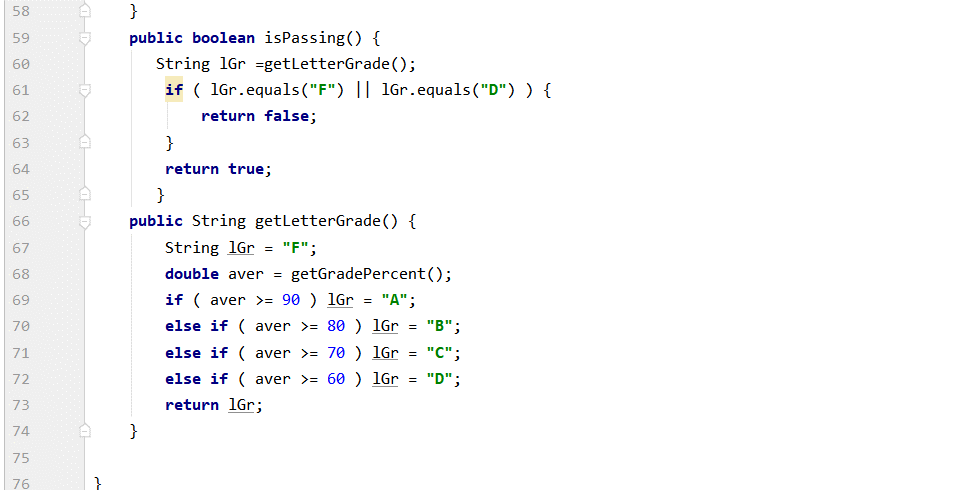 58 }
59 public boolean isPassing() {
60 String lGr =getLetterGrade();
61 if ( lGr.equals("F") || lGr.equals("D") ) {
62 return false;
63 }
64 return true;
65 }
66 public String getLetterGrade() {
67 String lGr = "F";
68 double aver = getGradePercent();
69 if ( aver >= 90 ) lGr = "A";
70 else if ( aver >= 80 ) lGr = "B";
71 else if ( aver >= 70 ) lGr = "C";
72 else if ( aver >= 60 ) lGr = "D";
73 return lGr;
74 }
75
76 }